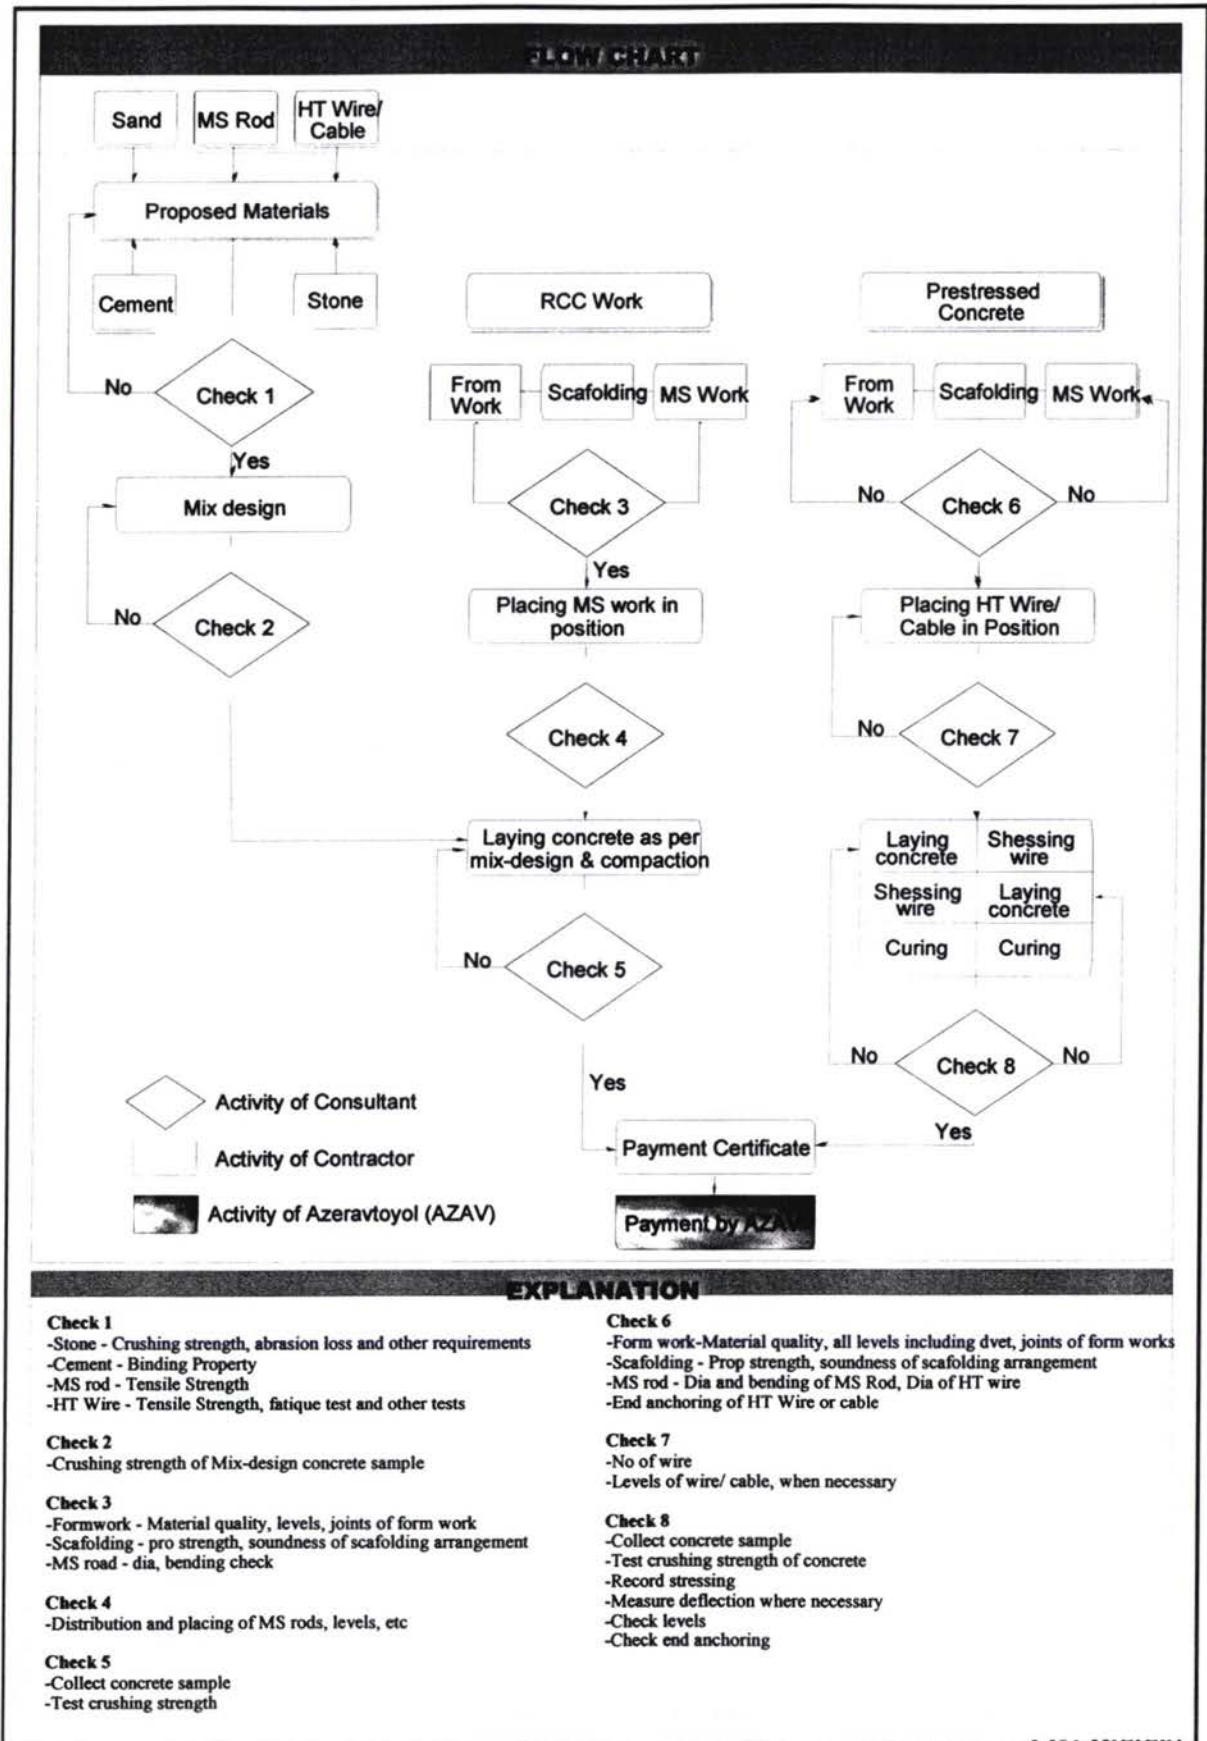 FLOW CHART
Sand
MS Rod
HT Wire/
Cable
Proposed Materials
Cement
Stone
No
Check 1
Yes
Mix design
No
Check 2
RCC Work
From
Work
Scafolding
MS Work
Check 3
Yes
Placing MS work in
position
Check 4
Laying concrete as per
mix-design & compaction
No
Check 5
Yes
Prestressed
Concrete
From
Work
Scafolding
MS Work
No
Check 6
No
Placing HT Wire/
Cable in Position
No
Check 7
Laying
concrete
Shessing
wire
Shessing
wire
Laying
concrete
Curing
Curing
No
Check 8
No
Yes
Payment Certificate
Payment by AZAV
Activity of Consultant
Activity of Contractor
Activity of Azeravtoyol (AZAV)
EXPLANATION
Check 1
-Stone - Crushing strength, abrasion loss and other requirements
-Cement - Binding Property
-MS rod - Tensile Strength
-HT Wire - Tensile Strength, fatique test and other tests
Check 2
-Crushing strength of Mix-design concrete sample
Check 3
-Formwork - Material quality, levels, joints of form work
-Scafolding - pro strength, soundness of scafolding arrangement
-MS road - dia, bending check
Check 4
-Distribution and placing of MS rods, levels, etc
Check 5
-Collect concrete sample
-Test crushing strength
Check 6
-Form work-Material quality, all levels including dvet, joints of form works
-Scafolding - Prop strength, soundness of scafolding arrangement
-MS rod - Dia and bending of MS Rod, Dia of HT wire
-End anchoring of HT Wire or cable
Check 7
-No of wire
-Levels of wire/ cable, when necessary
Check 8
-Collect concrete sample
-Test crushing strength of concrete
-Record stressing
-Measure deflection where necessary
-Check levels
-Check end anchoring